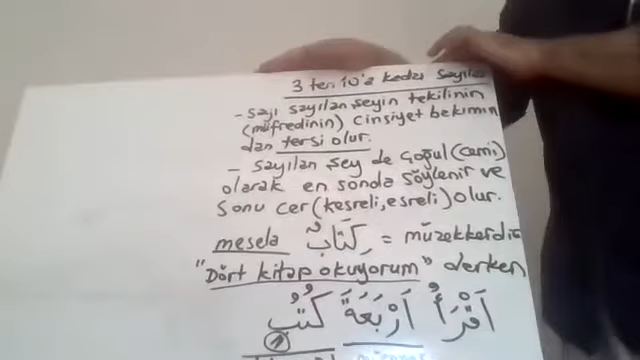 3 ten 10'a kadar sayılar
- sayı sayılan şeyin tekilinin
(müfredinin) cinsiyet bakımın
dan tersi olur.
- sayılan şey de çoğul (cemi)
olarak en sonda söylenir ve
sonu cer (kesreli, esreli) olur.
mesela كِتَابٌ = müzekkerdir
"Dört kitap okuyorum" derken
أَقْرَأُ أَرْبَعَةَ كُتُبٍ